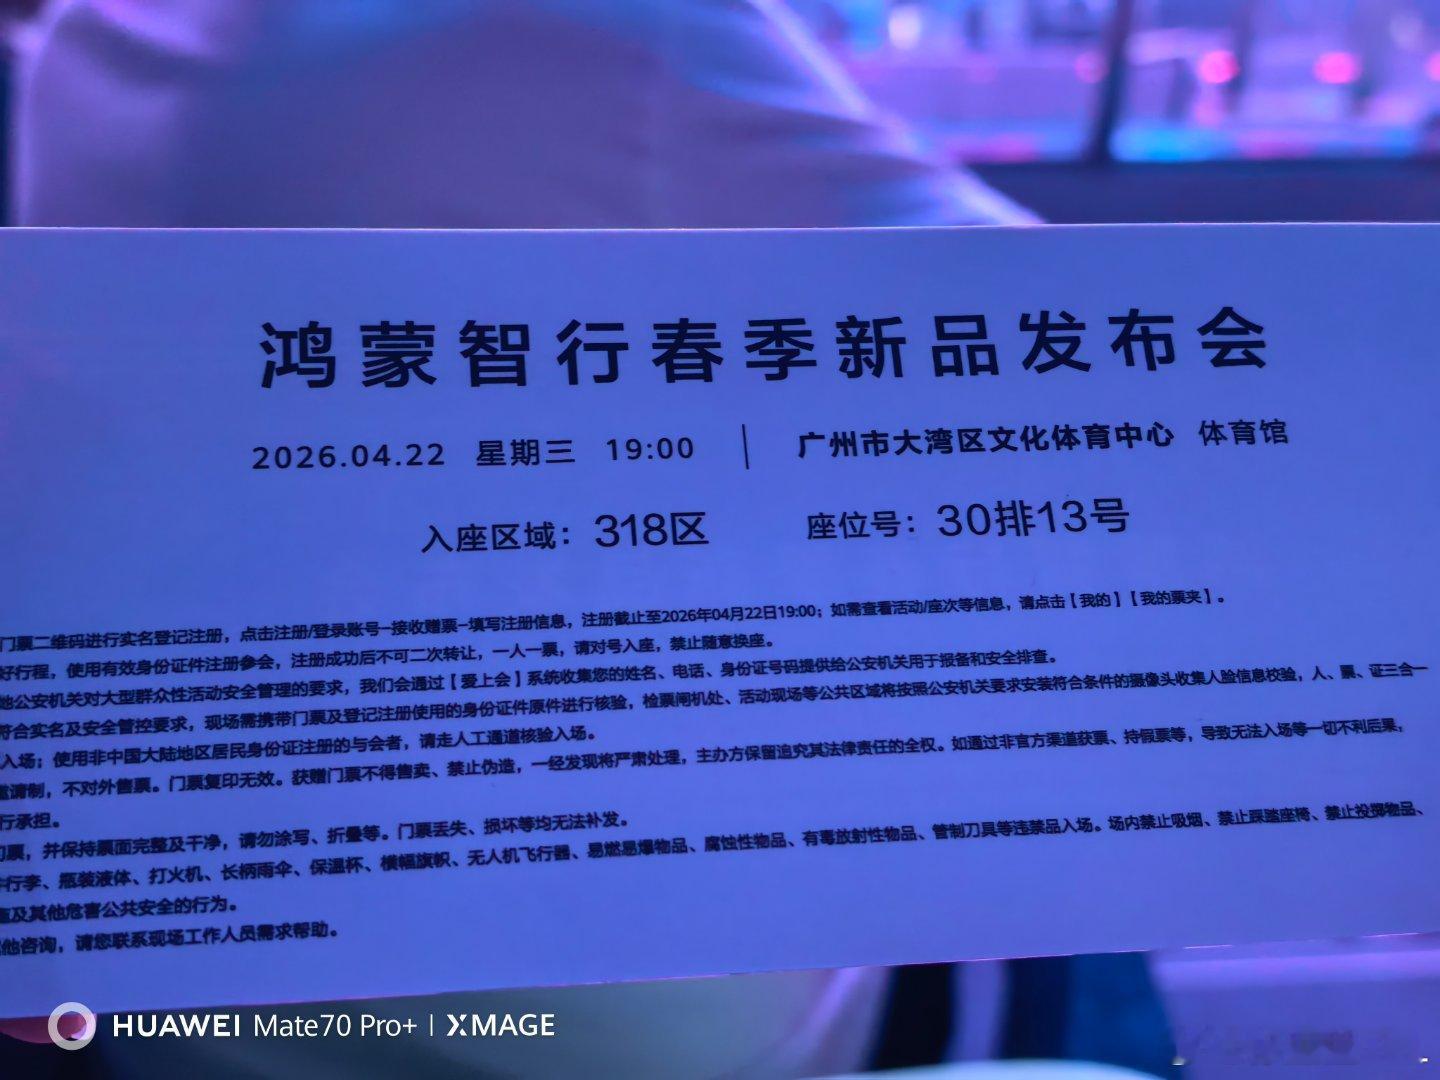 鸿蒙智行春季新品发布会
2026.04.22 星期三 19:00 | 广州市大湾区文化体育中心 体育馆
入座区域：318区 座位号：30排13号
门票二维码进行实名登记注册，点击注册/登录账号—接收赠票—填写注册信息，注册截止至2026年04月22日19:00；如需查看活动/座次等信息，请点击【我的】【我的票夹】。
好行程，使用有效身份证件注册参会，注册成功后不可二次转让，一人一票，请对号入座，禁止随意换座。
地公安机关对大型群众性活动安全管理的要求，我们会通过【爱上会】系统收集您的姓名、电话、身份证号码提供给公安机关用于报备和安全排查。
符合实名及安全管控要求，现场需携带门票及登记注册使用的身份证件原件进行核验，检票闸机处、活动现场等公共区域将按照公安机关要求安装符合条件的摄像头收集人脸信息校验，人、票、证三合一
入场；使用非中国大陆地区居民身份证注册的与会者，请走人工通道核验入场。
邀请制，不对外售票。门票复印无效。获赠门票不得售卖、禁止伪造，一经发现将严肃处理，主办方保留追究其法律责任的全权。如通过非官方渠道获票、持假票等，导致无法入场等一切不利后果，
行承担。
门票，并保持票面完整及干净，请勿涂写、折叠等。门票丢失、损坏等均无法补发。
行李、瓶装液体、打火机、长柄雨伞、保温杯、横幅旗帜、无人机飞行器、易燃易爆物品、腐蚀性物品、有毒放射性物品、管制刀具等违禁品入场。场内禁止吸烟、禁止踩踏座椅、禁止投掷物品、
及其他危害公共安全的行为。
他咨询，请您联系现场工作人员需求帮助。
HUAWEI Mate70 Pro+ | XMAGE